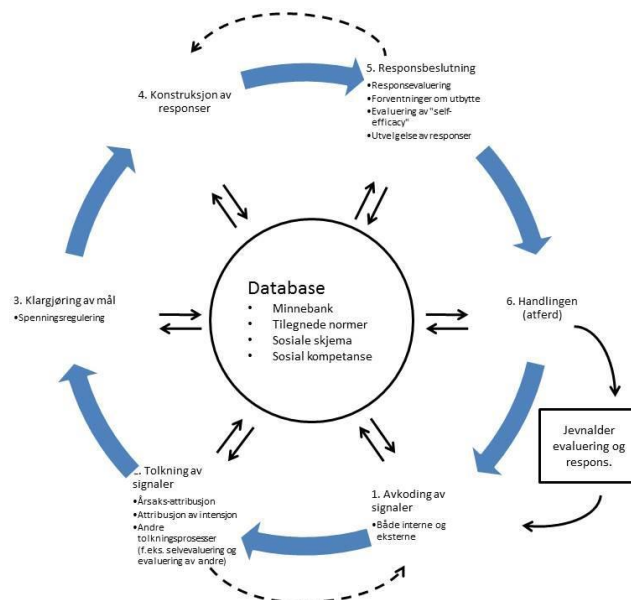 5. Responsbeslutning
•Responsevaluering
•Forventninger om utbytte
•Evaluering av "self-
efficacy"
•Utvelgelse av responser
4. Konstruksjon av
responser
3. Klargjøring av mål
•Spenningsregulering
Database
• Minnebank
• Tilegnede normer
• Sosiale skjema
• Sosial kompetanse
6. Handlingen
(atferd)
Jevnalder
evaluering og
respons.
1. Avkoding av
signaler
•Både interne og
eksterne
Tolkning av
signaler
•Årsaks-attribusjon
•Attribusjon av intensjon
•Andre
tolkningsprosesser
(f.eks. selvevaluering og
evaluering av andre)